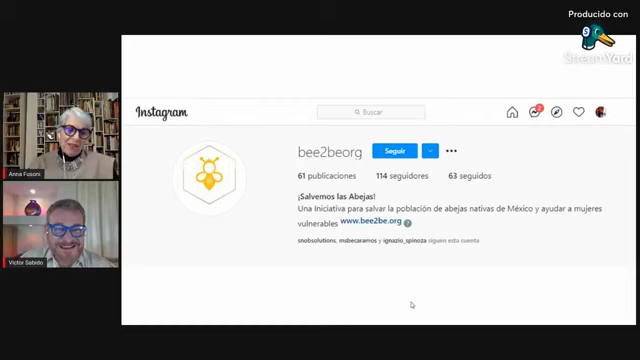 Producido con
StreamYard
Instagram
Buscar
2
bee2beorg
Seguir
61 publicaciones
114 seguidores
63 seguidos
¡Salvemos las Abejas!
Una Iniciativa para salvar la población de abejas nativas de México y ayudar a mujeres
vulnerables www.bee2be.org
snobsolutions, msbecaramos y ignazio_spinoza siguen esta cuenta
Anna Fusoni
Víctor Sabido